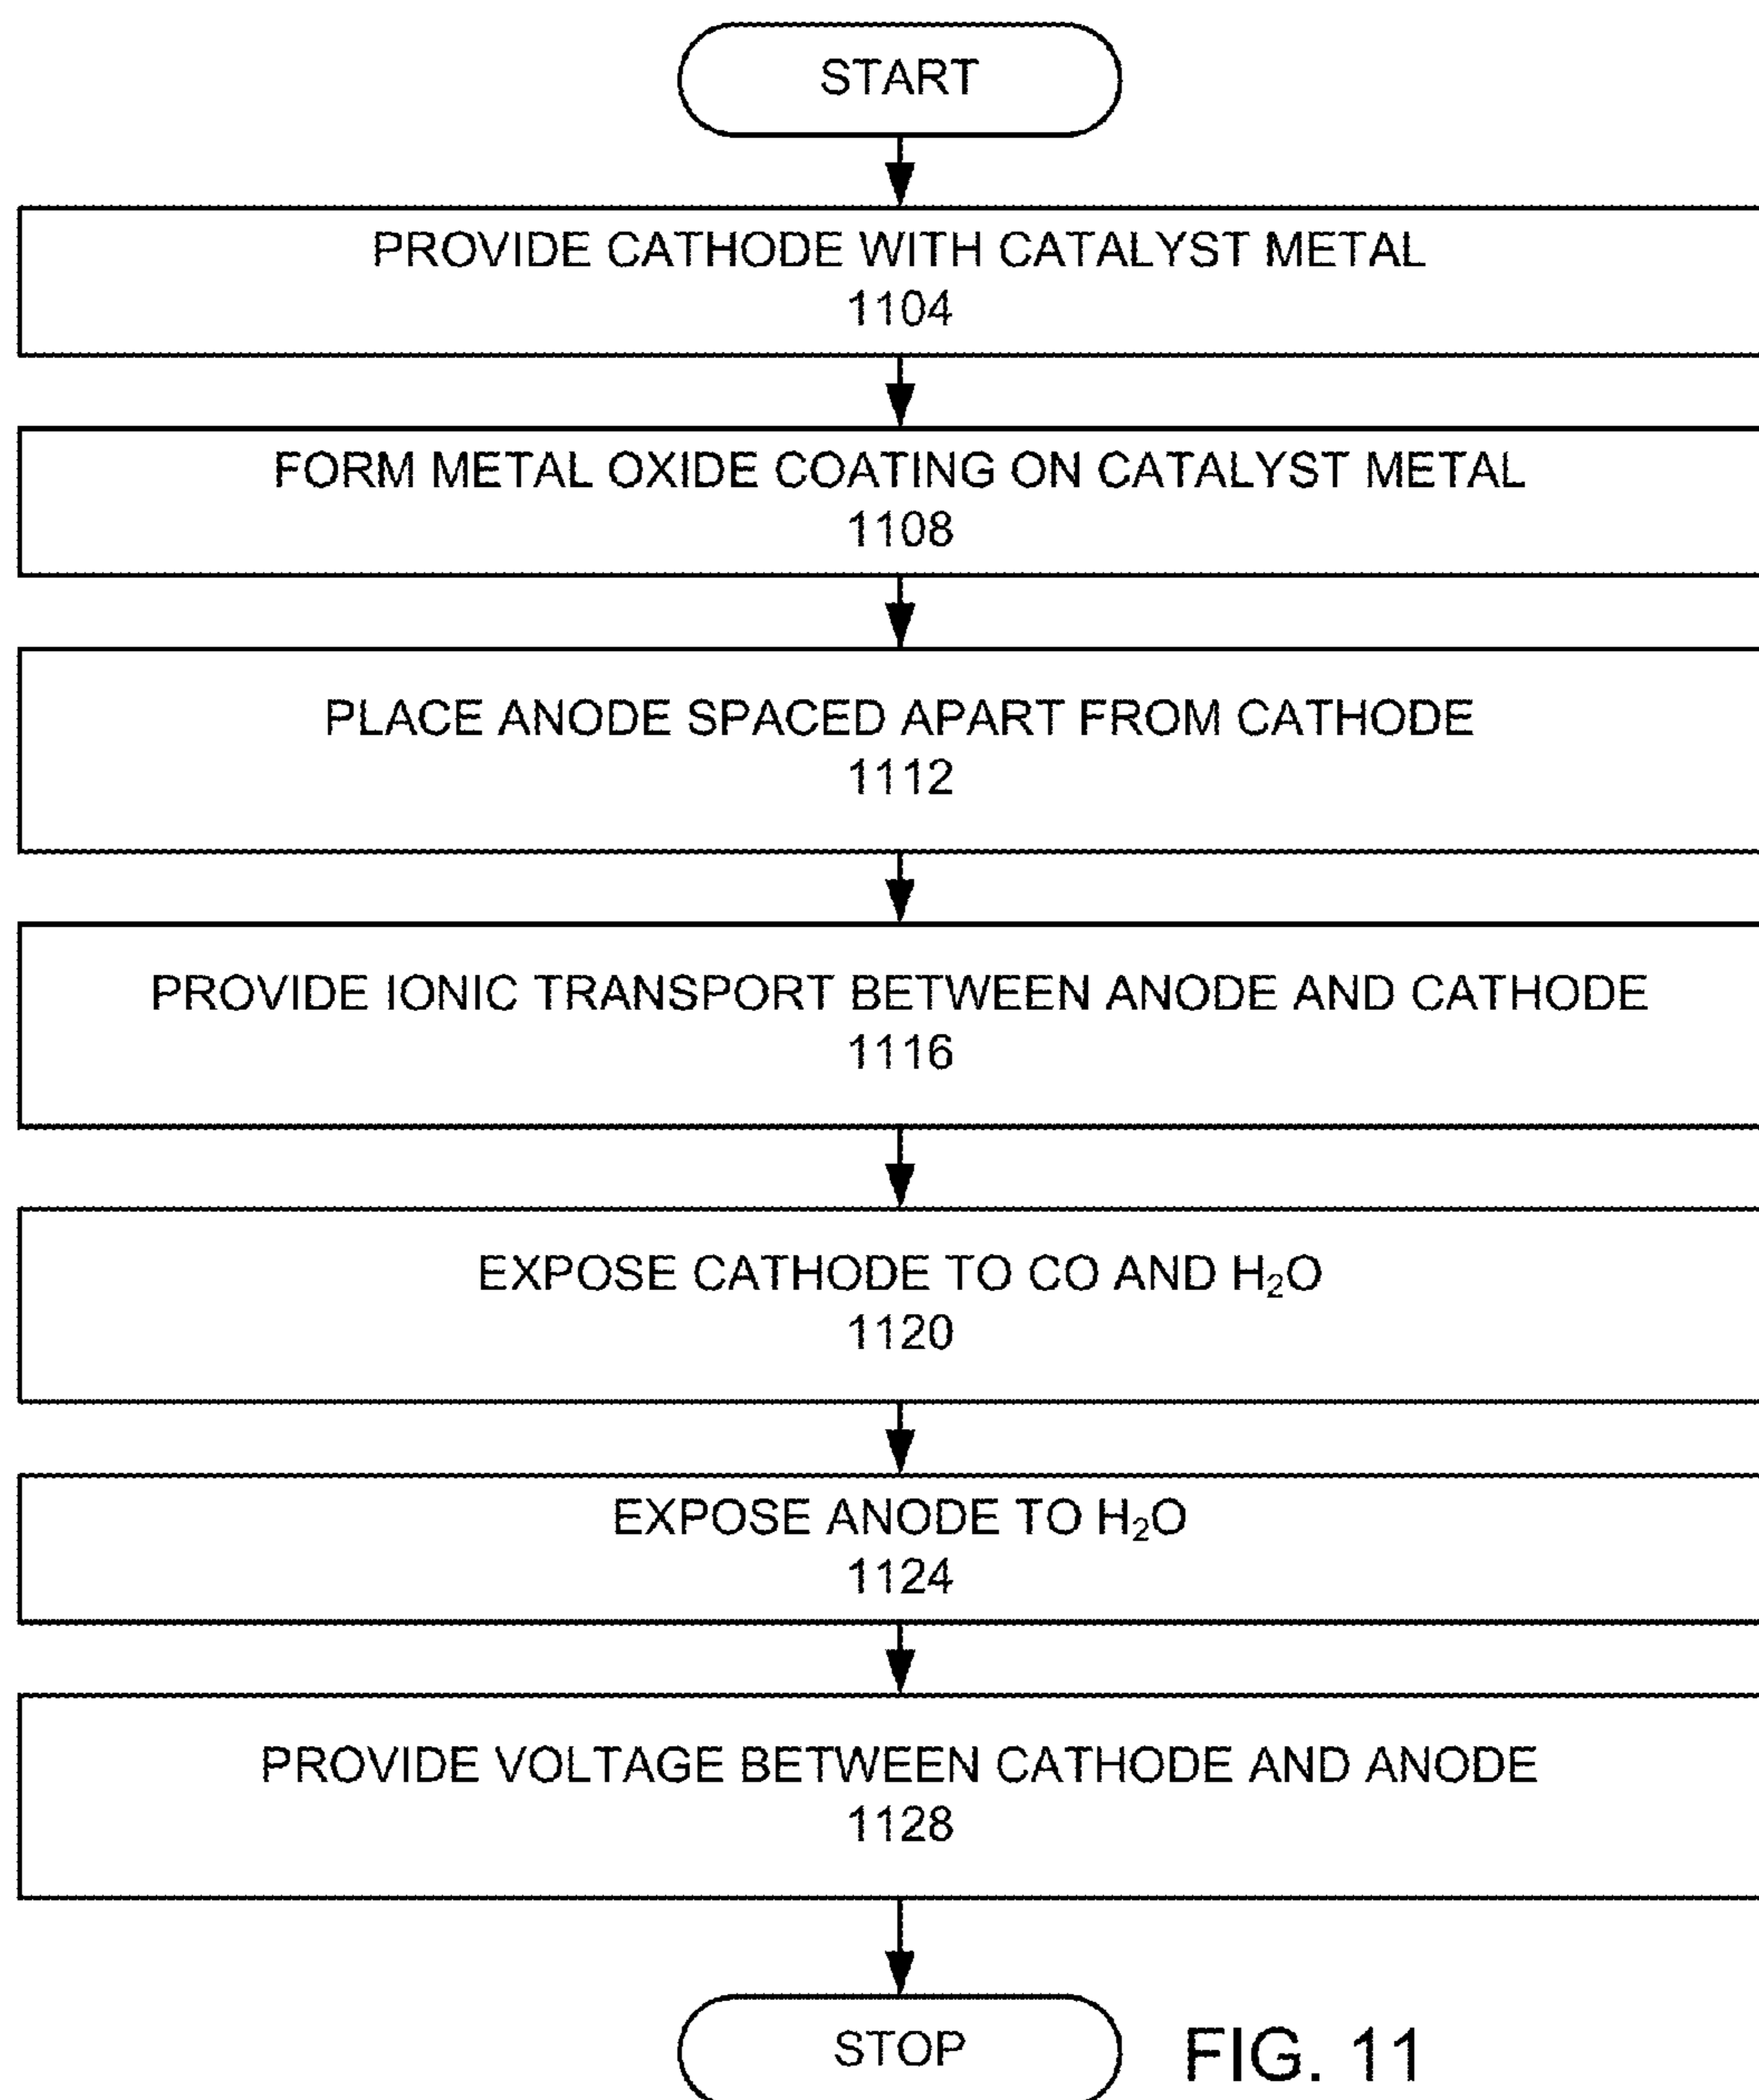 START
PROVIDE CATHODE WITH CATALYST METAL
1104
FORM METAL OXIDE COATING ON CATALYST METAL
1108
PLACE ANODE SPACED APART FROM CATHODE
1112
PROVIDE IONIC TRANSPORT BETWEEN ANODE AND CATHODE
1116
EXPOSE CATHODE TO CO AND H₂O
1120
EXPOSE ANODE TO H₂O
1124
PROVIDE VOLTAGE BETWEEN CATHODE AND ANODE
1128
STOP
FIG. 11